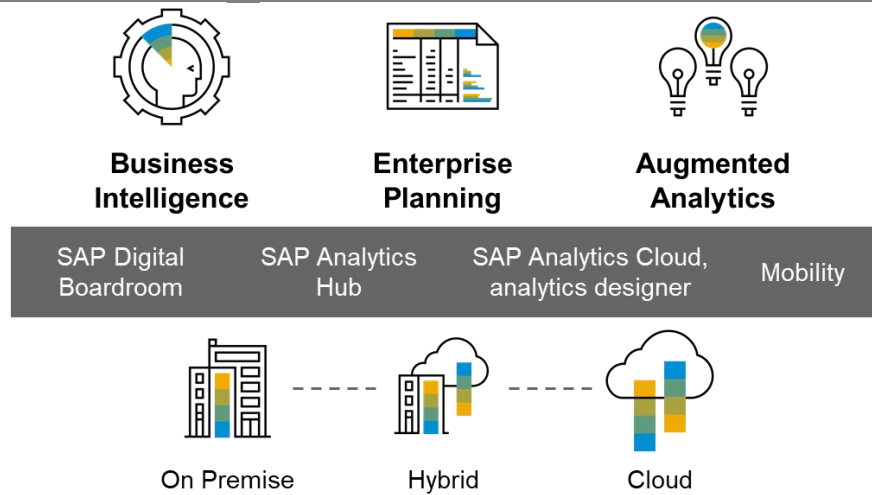 Business
Intelligence
Enterprise
Planning
Augmented
Analytics
SAP Digital
Boardroom
SAP Analytics
Hub
SAP Analytics Cloud,
analytics designer
Mobility
On Premise
Hybrid
Cloud